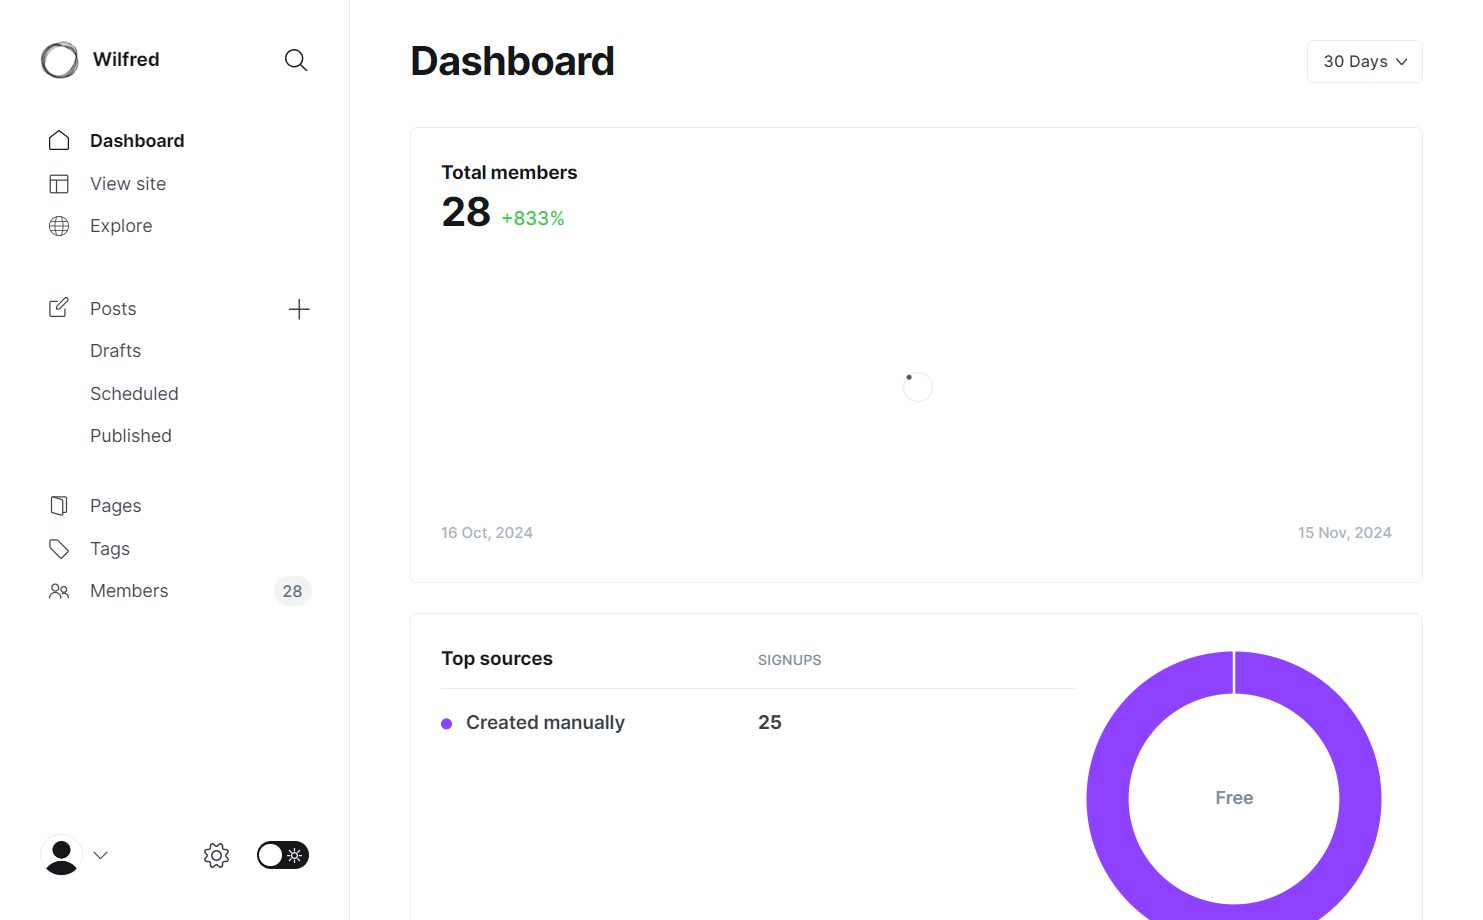 Wilfred
Dashboard
View site
Explore
Posts
Drafts
Scheduled
Published
Pages
Tags
Members 28
Dashboard
30 Days
Total members
28 +833%
16 Oct, 2024 15 Nov, 2024
Top sources SIGNUPS
Created manually 25
Free